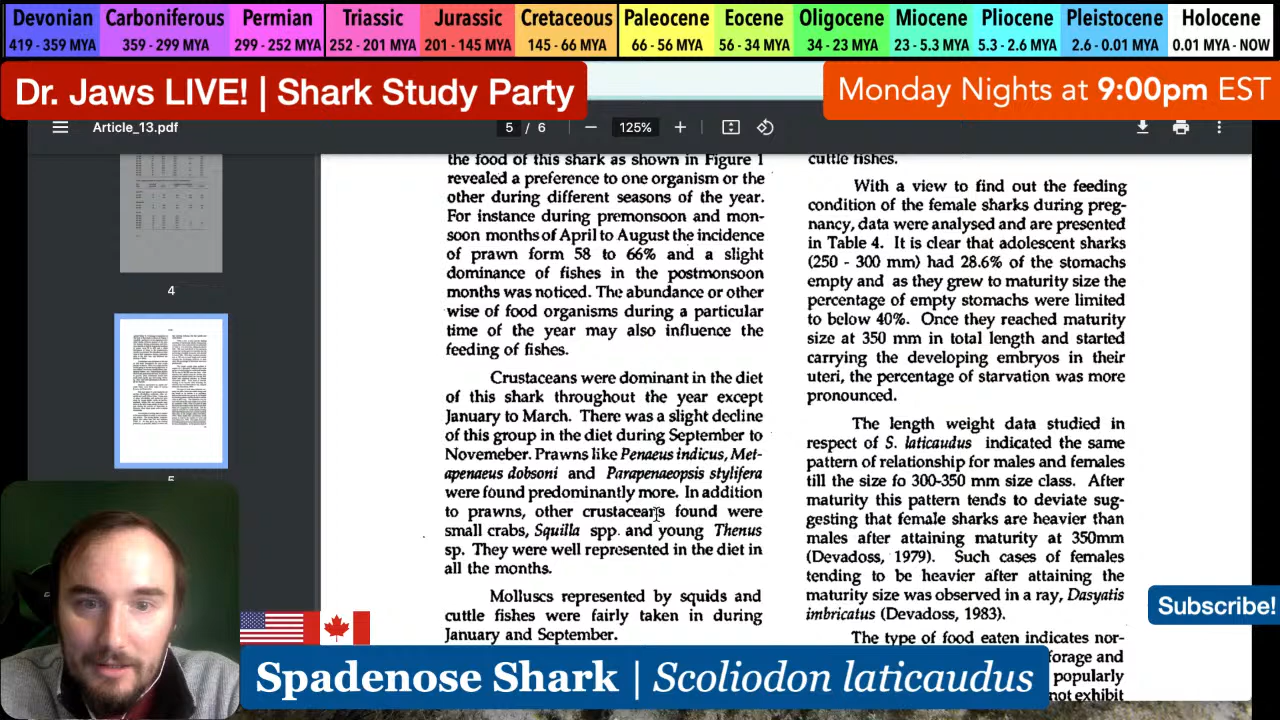 Devonian Carboniferous Permian Triassic Jurassic Cretaceous Paleocene Eocene Oligocene Miocene Pliocene Pleistocene Holocene
419 - 359 MYA 359 - 299 MYA 299 - 252 MYA 252 - 201 MYA 201 - 145 MYA 145 - 66 MYA 66 - 56 MYA 56 - 34 MYA 34 - 23 MYA 23 - 5.3 MYA 5.3 - 2.6 MYA 2.6 - 0.01 MYA 0.01 MYA - NOW
Dr. Jaws LIVE! | Shark Study Party
Monday Nights at 9:00pm EST
Article_13.pdf
5 / 6
125%
4
5
the food of this shark as shown in Figure 1
revealed a preference to one organism or the
other during different seasons of the year.
For instance during premonsoon and mon-
soon months of April to August the incidence
of prawn form 58 to 66% and a slight
dominance of fishes in the postmonsoon
months was noticed. The abundance or other
wise of food organisms during a particular
time of the year may also influence the
feeding of fishes.
Crustaceans were dominant in the diet
of this shark throughout the year except
January to March. There was a slight decline
of this group in the diet during September to
Novemeber. Prawns like Penaeus indicus, Met-
apenaeus dobsoni and Parapenaeopsis stylifera
were found predominantly more. In addition
to prawns, other crustaceans found were
small crabs, Squilla spp. and young Thenus
sp. They were well represented in the diet in
all the months.
Molluscs represented by squids and
cuttle fishes were fairly taken in during
January and September.
cuttle fishes.
With a view to find out the feeding
condition of the female sharks during preg-
nancy, data were analysed and are presented
in Table 4. It is clear that adolescent sharks
(250 - 300 mm) had 28.6% of the stomachs
empty and as they grew to maturity size the
percentage of empty stomachs were limited
to below 40%. Once they reached maturity
size at 350 mm in total length and started
carrying the developing embryos in their
uteri, the percentage of starvation was more
pronounced.
The length weight data studied in
respect of S. laticaudus indicated the same
pattern of relationship for males and females
till the size fo 300-350 mm size class. After
maturity this pattern tends to deviate sug-
gesting that female sharks are heavier than
males after attaining maturity at 350mm
(Devadoss, 1979). Such cases of females
tending to be heavier after attaining the
maturity size was observed in a ray, Dasyatis
imbricatus (Devadoss, 1983).
The type of food eaten indicates nor-
forage and
popularly
not exhibit
Subscribe!
Spadenose Shark | Scoliodon laticaudus